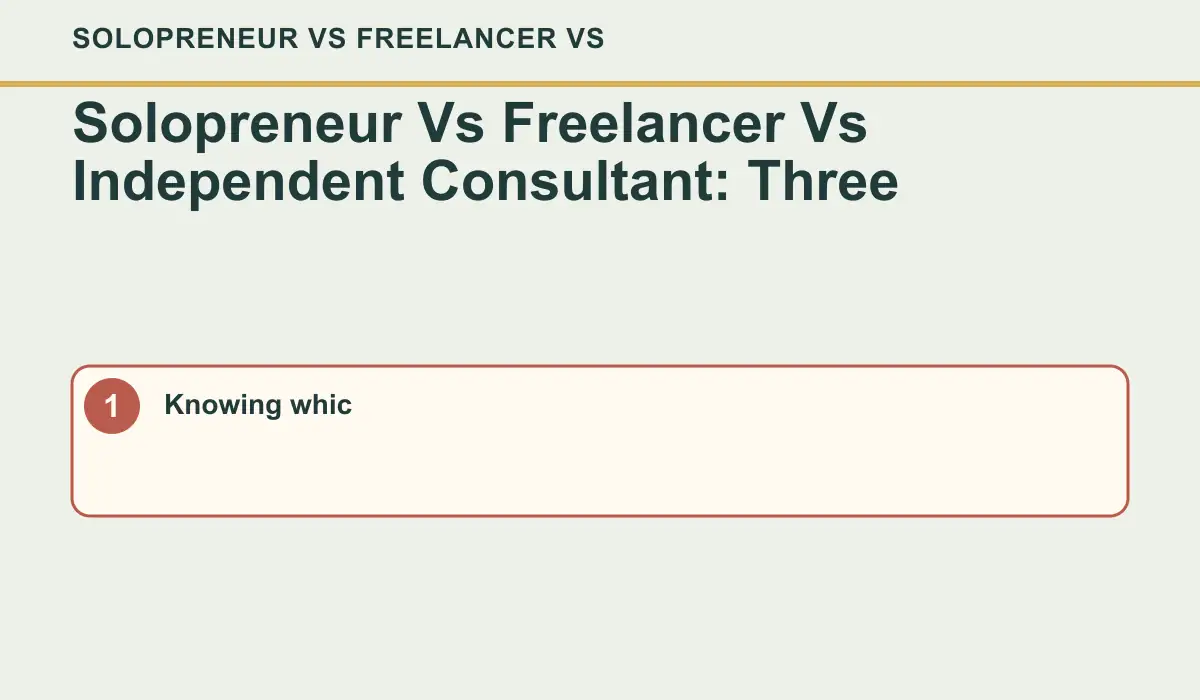 SOLOPRENEUR VS FREELANCER VS
Solopreneur Vs Freelancer Vs
Independent Consultant: Three
1
Knowing whic